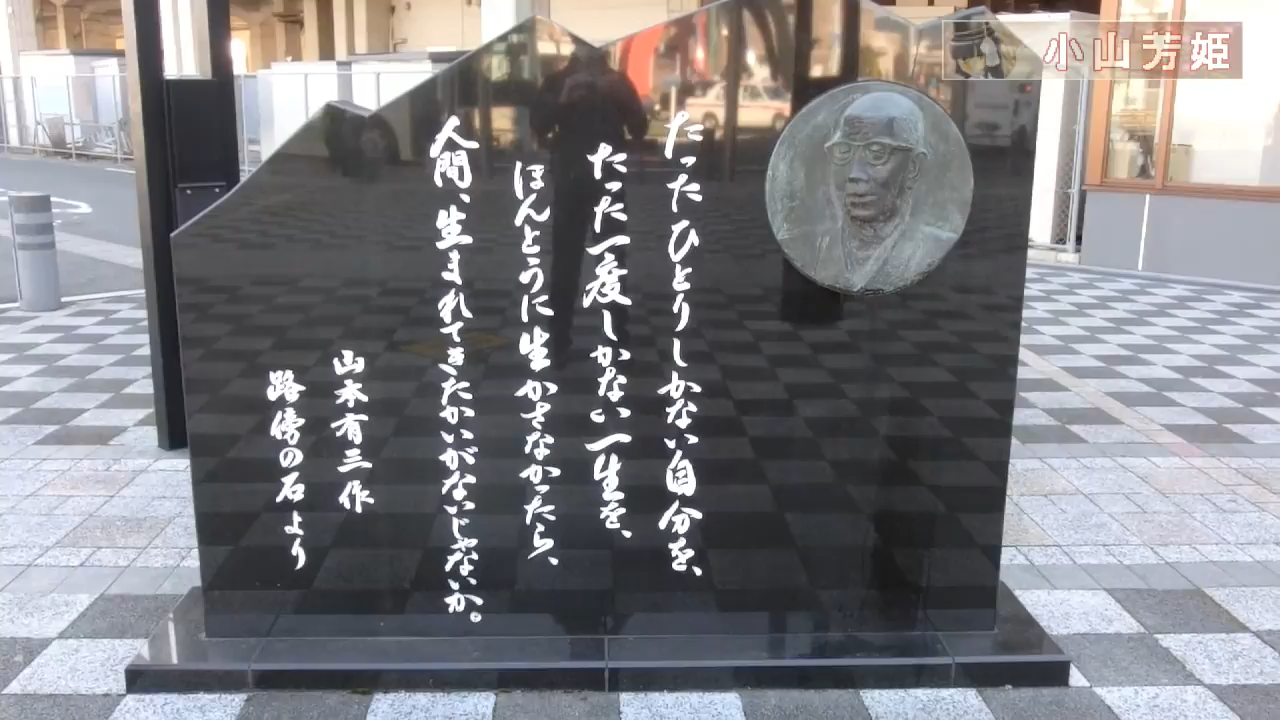 たったひとりしかない自分を、
たった一度しかない一生を、
ほんとうに生かさなかったら、
人間、生まれてきたかいがないじゃないか。
山本有三作
路傍の石より
小山芳姫